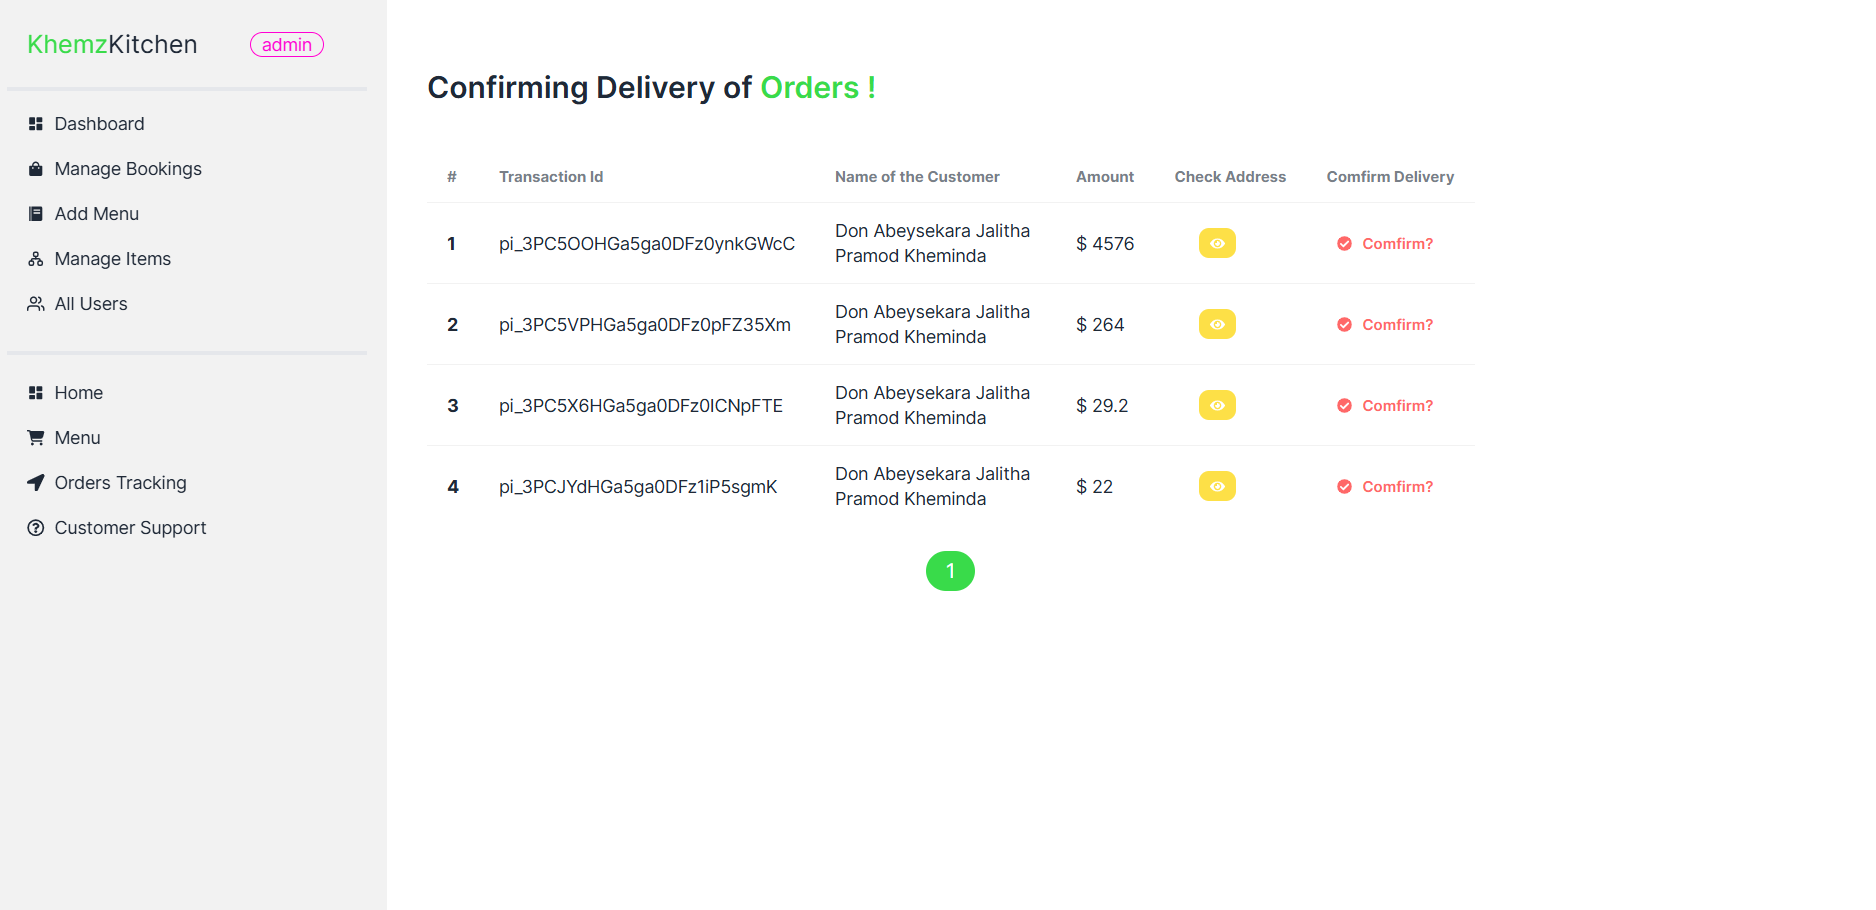 KhemzKitchen admin
Dashboard
Manage Bookings
Add Menu
Manage Items
All Users
Home
Menu
Orders Tracking
Customer Support
Confirming Delivery of Orders !
# Transaction Id Name of the Customer Amount Check Address Comfirm Delivery
1 pi_3PC5OOHGa5ga0DFz0ynkGWcC Don Abeysekara Jalitha Pramod Kheminda $ 4576 Comfirm?
2 pi_3PC5VPHGa5ga0DFz0pFZ35Xm Don Abeysekara Jalitha Pramod Kheminda $ 264 Comfirm?
3 pi_3PC5X6HGa5ga0DFz0ICNpFTE Don Abeysekara Jalitha Pramod Kheminda $ 29.2 Comfirm?
4 pi_3PCJYdHGa5ga0DFz1iP5sgmK Don Abeysekara Jalitha Pramod Kheminda $ 22 Comfirm?
1